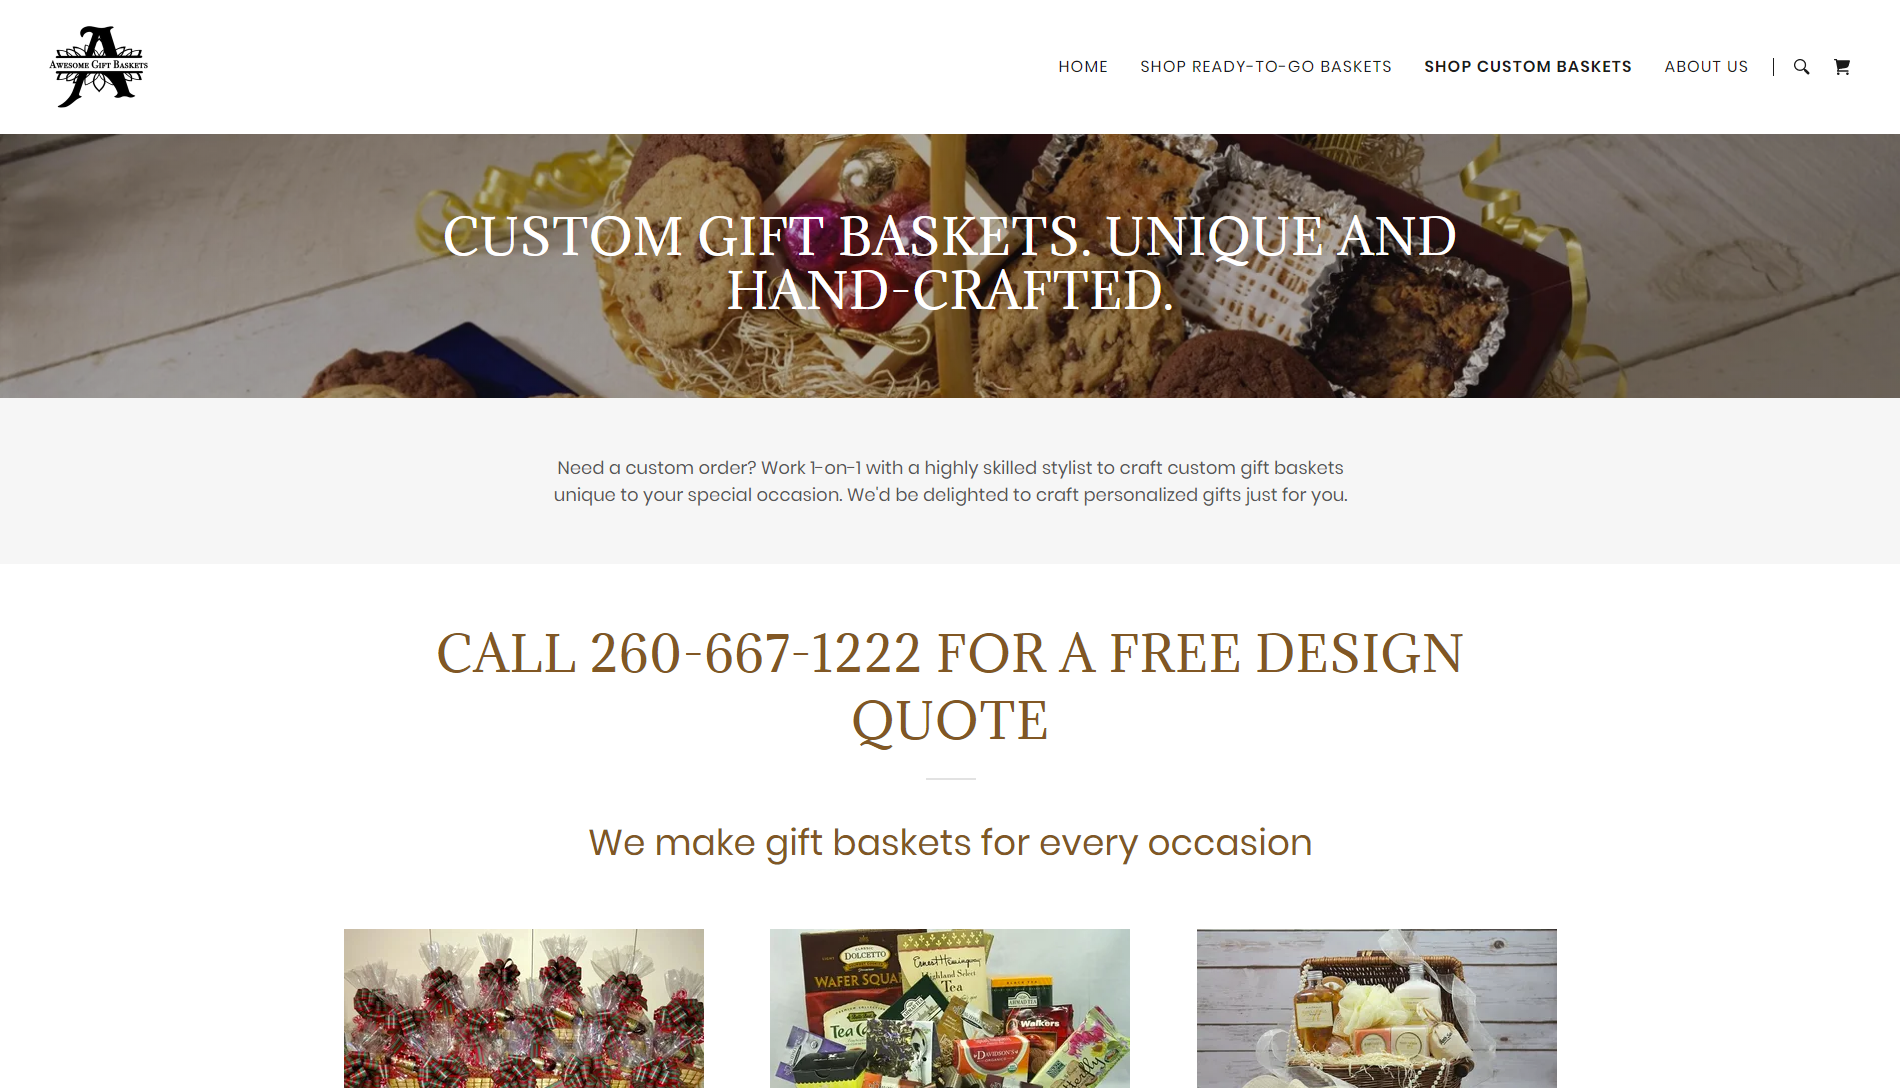 Awesome Gift Baskets
HOME
SHOP READY-TO-GO BASKETS
SHOP CUSTOM BASKETS
ABOUT US
CUSTOM GIFT BASKETS. UNIQUE AND
HAND-CRAFTED.
Need a custom order? Work 1-on-1 with a highly skilled stylist to craft custom gift baskets
unique to your special occasion. We'd be delighted to craft personalized gifts just for you.
CALL 260-667-1222 FOR A FREE DESIGN
QUOTE
We make gift baskets for every occasion
DOLCETTO
WAFER SQUA
Ernest Hemingway
Highland Select
Tea
AHMAD TEA
Walkers
DAVIDSON'S